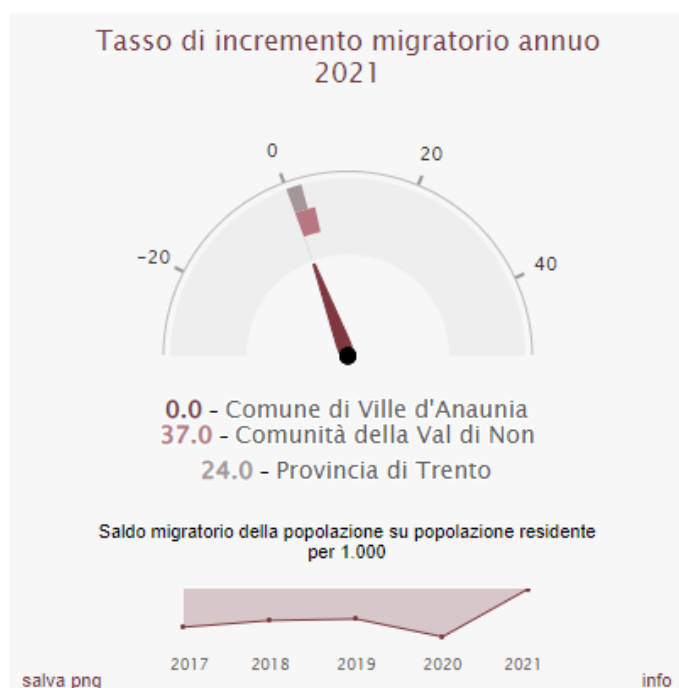 Tasso di incremento migratorio annuo
2021
0
20
-20
40
0.0 - Comune di Ville d'Anaunia
37.0 - Comunità della Val di Non
24.0 - Provincia di Trento
Saldo migratorio della popolazione su popolazione residente
per 1.000
2017 2018 2019 2020 2021
salva png info